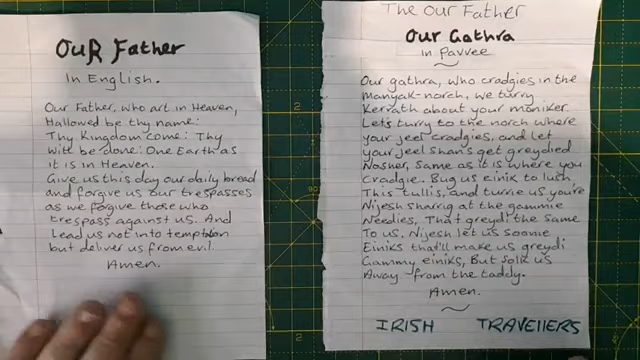 Our Father
In English.
Our Father, who art in Heaven,
Hallowed be thy name:
Thy Kingdom come: Thy
Will be done: One Earth as
it is in Heaven.
Give us this day our daily bread
and forgive us our trespasses
as we forgive those who
trespass against us. And
Lead us not into temptation
but deliver us from evil.
Amen.
The Our Father
Our Gathra
in Pavvee
Our gathra, who cradgies in the
Manyak-norch, we turry
Kerrath about your moniker.
Let's turry to the norch where
your jeel cradgies, and let
your jeel shan's get greydied
Nosher, Same as it is where you
Cradgie. Bug us einik to lush
This tullis, and turrie us you're
Nijesh sharrig at the gammie
Needies, That greydi the same
To us. Nijesh let us soonie
Einiks that'll make us greydi
Gammy einiks, But solk us
Away from the taddy.
Amen.
IRISH TRAVELLERS